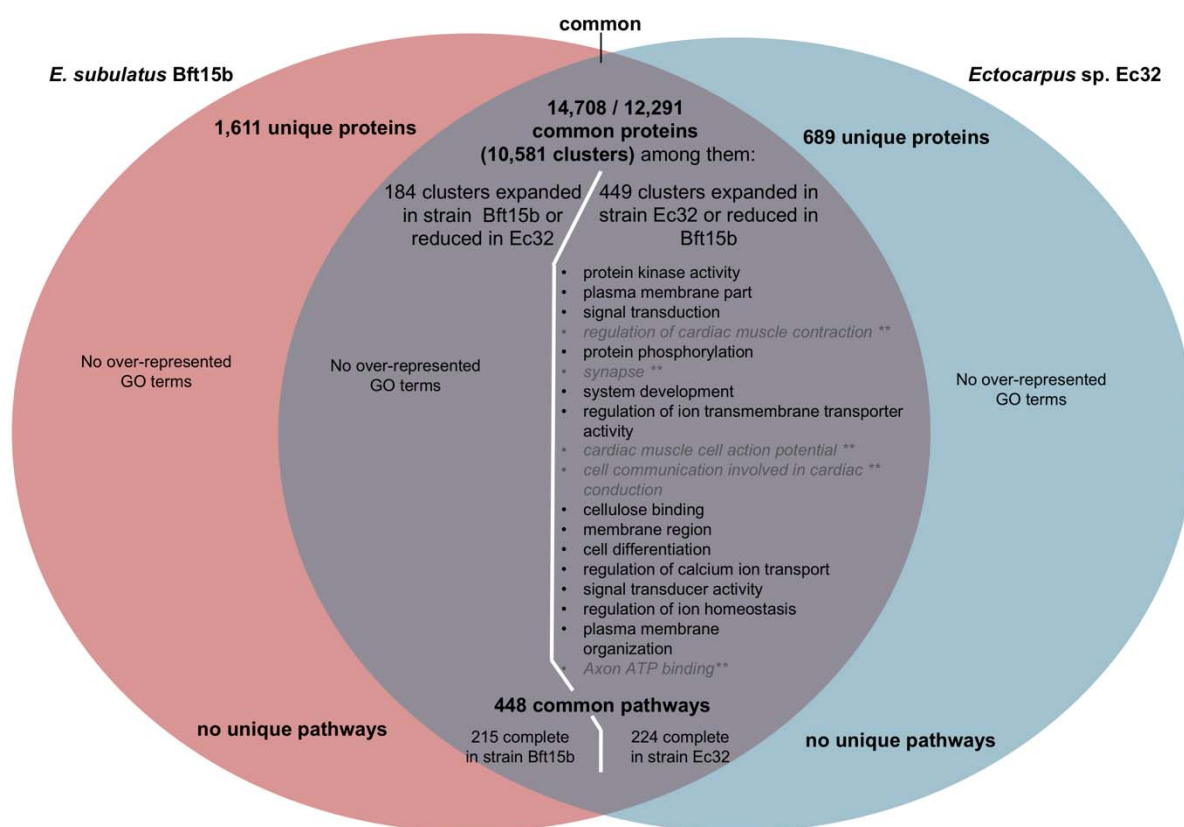 common
E. subulatus Bft15b
Ectocarpus sp. Ec32
1,611 unique proteins
14,708 / 12,291
common proteins
(10,581 clusters) among them:
689 unique proteins
184 clusters expanded
in strain Bft15b or
reduced in Ec32
449 clusters expanded in
strain Ec32 or reduced in
Bft15b
No over-represented
GO terms
No over-represented
GO terms
• protein kinase activity
• plasma membrane part
• signal transduction
• regulation of cardiac muscle contraction **
• protein phosphorylation
• synapse **
• system development
• regulation of ion transmembrane transporter
activity
• cardiac muscle cell action potential **
• cell communication involved in cardiac **
conduction
• cellulose binding
• membrane region
• cell differentiation
• regulation of calcium ion transport
• signal transducer activity
• regulation of ion homeostasis
• plasma membrane
organization
• Axon ATP binding**
No over-represented
GO terms
no unique pathways
448 common pathways
215 complete
in strain Bft15b
224 complete
in strain Ec32
no unique pathways